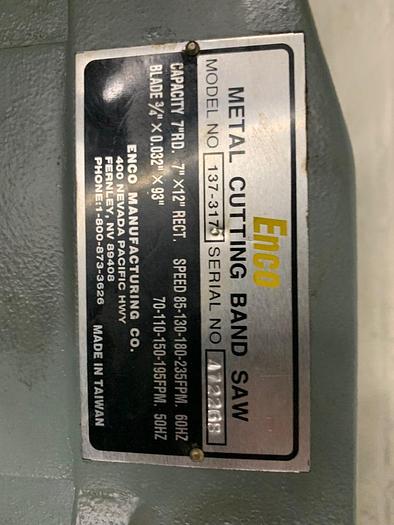 Enco
METAL CUTTING BAND SAW
MODEL NO 137-3170 SERIAL NO 472268
CAPACITY 7"RD. 7" X12" RECT. SPEED 85-130-180-235FPM. 60HZ
BLADE 3/4" X 0.032" X 93" 70-110-150-195FPM. 50HZ
ENCO MANUFACTURING CO.
400 NEVADA PACIFIC HWY
FERNLEY, NV 89408
PHONE:1-800-873-3626 MADE IN TAIWAN